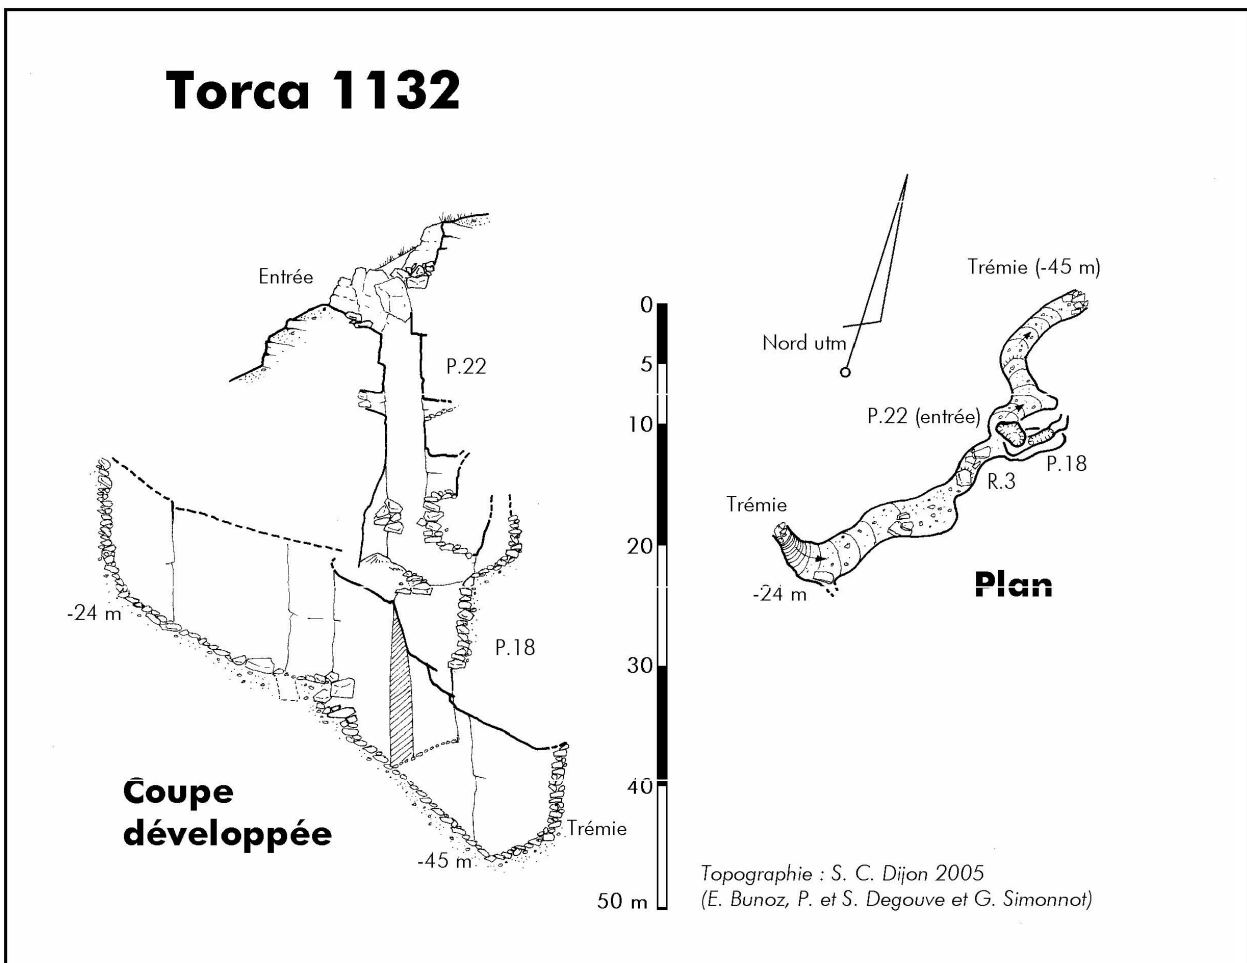 Torca 1132
Entrée
P.22
-24 m
P.18
Coupe
développée
Trémie
-45 m
0
5
10
20
30
40
50 m
Nord utm
Trémie (-45 m)
P.22 (entrée)
P.18
R.3
Trémie
-24 m
Plan
Topographie : S. C. Dijon 2005
(E. Bunoz, P. et S. Degouve et G. Simonnot)